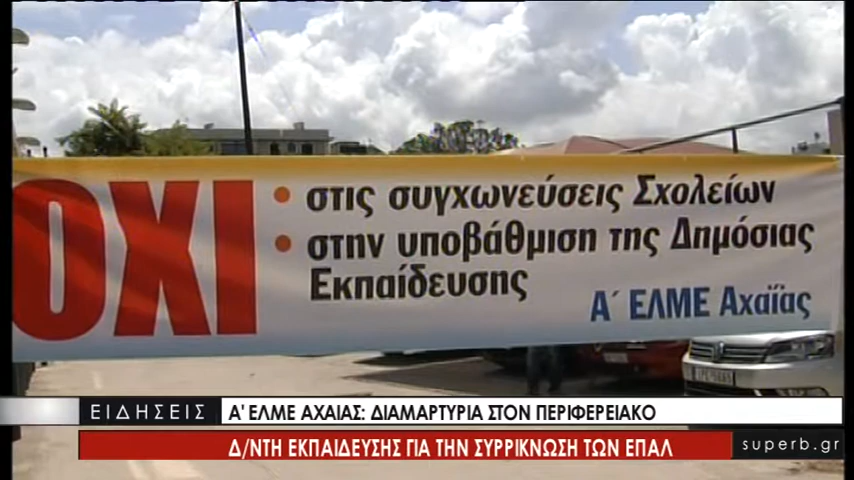 ΟΧΙ
• στις συγχωνεύσεις Σχολείων
• στην υποβάθμιση της Δημόσιας
Εκπαίδευσης
Α΄ ΕΛΜΕ Αχαΐας
ΕΙΔΗΣΕΙΣ
Α' ΕΛΜΕ ΑΧΑΙΑΣ: ΔΙΑΜΑΡΤΥΡΙΑ ΣΤΟΝ ΠΕΡΙΦΕΡΕΙΑΚΟ
Δ/ΝΤΗ ΕΚΠΑΙΔΕΥΣΗΣ ΓΙΑ ΤΗΝ ΣΥΡΡΙΚΝΩΣΗ ΤΩΝ ΕΠΑΛ
superb.gr